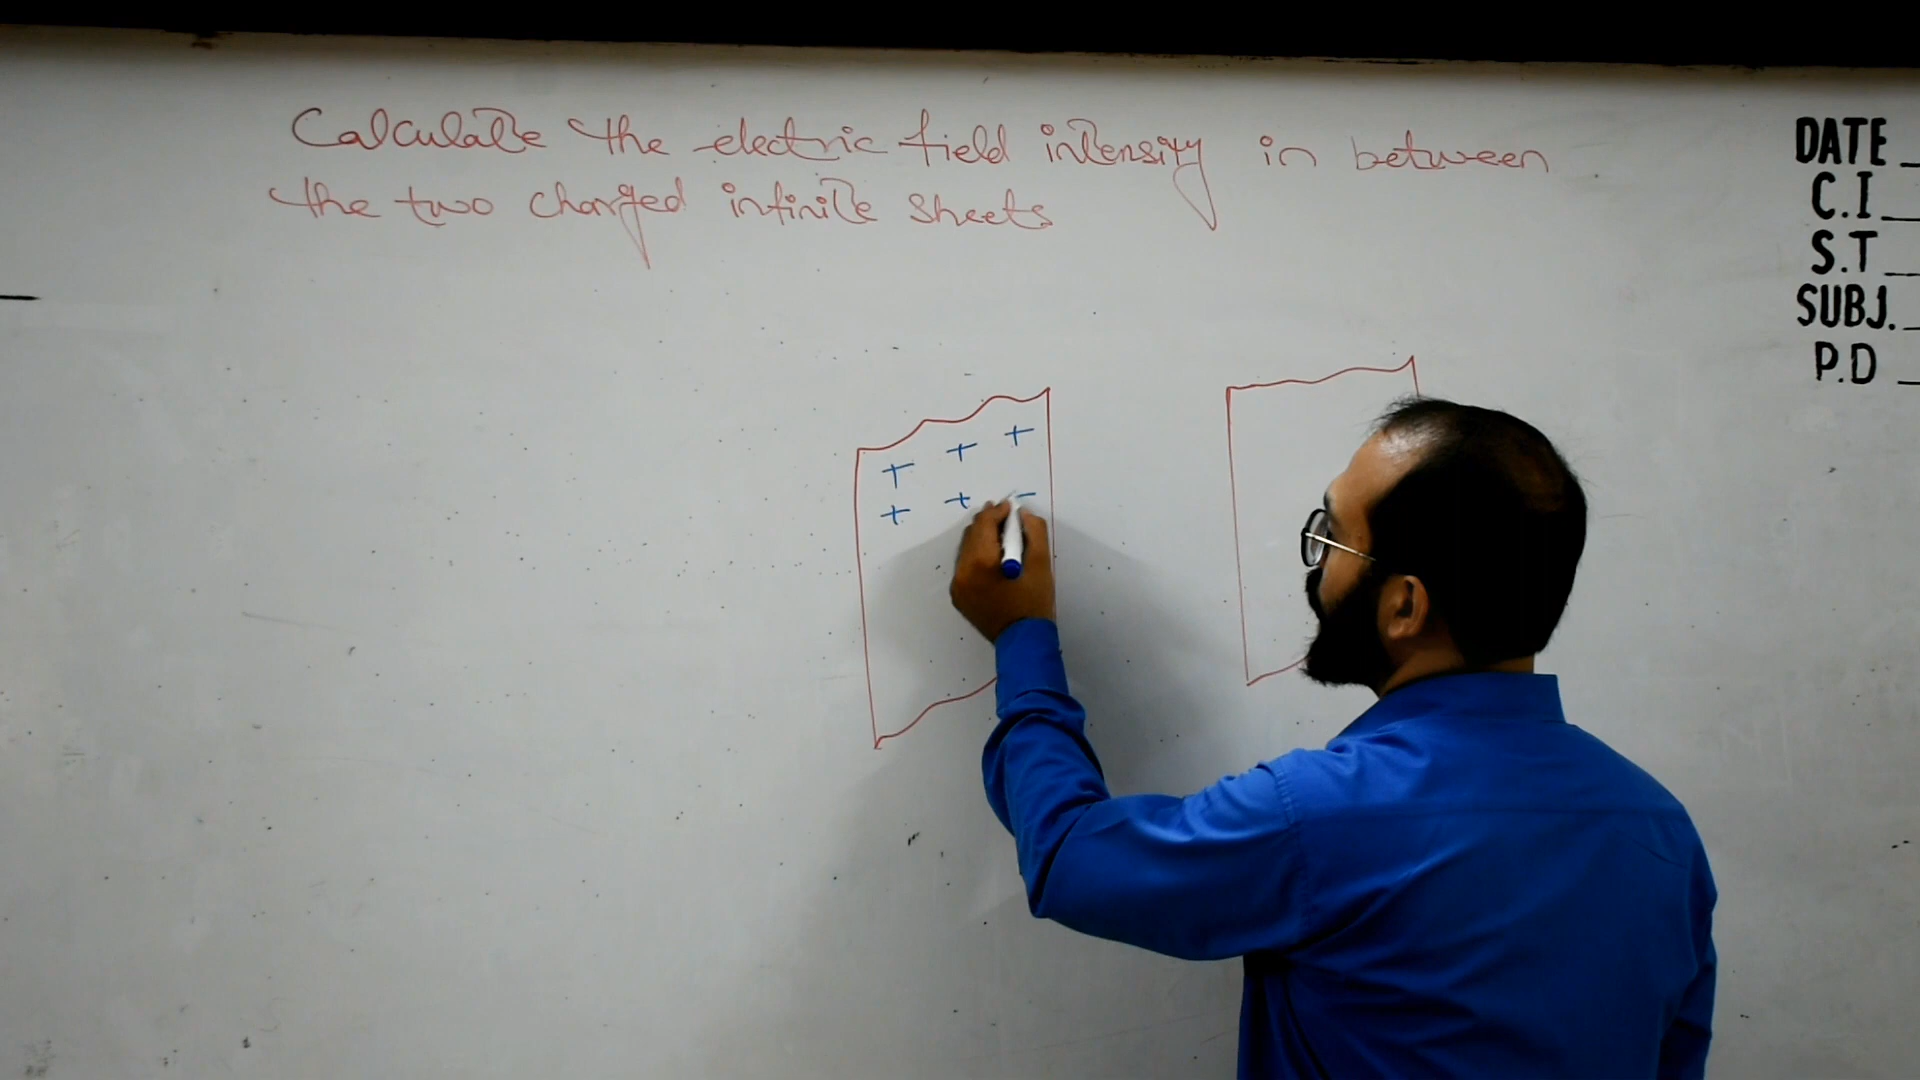 Calculate the electric field intensity in between
the two charged infinite sheets
+ + +
+ +
DATE
C.I
S.T
SUBJ.
P.D